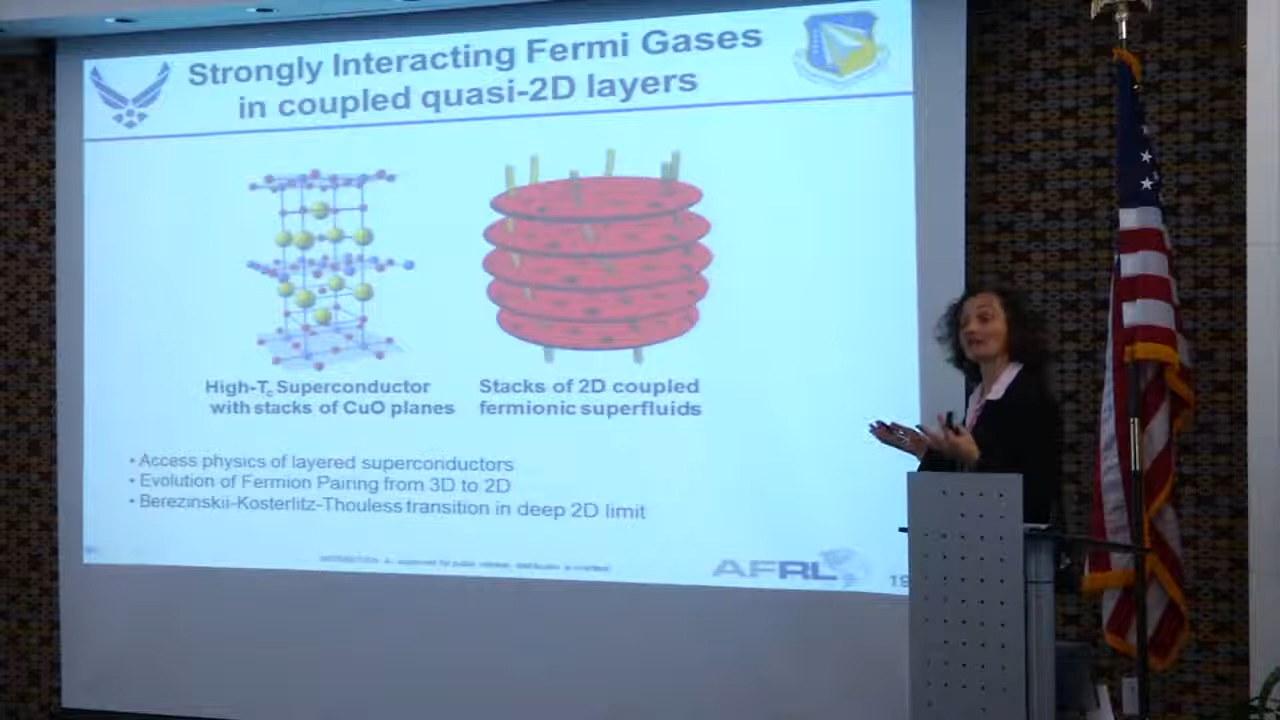 Strongly Interacting Fermi Gases
in coupled quasi-2D layers
High-Tc Superconductor
with stacks of CuO planes
Stacks of 2D coupled
fermionic superfluids
• Access physics of layered superconductors
• Evolution of Fermion Pairing from 3D to 2D
• Berezinskii-Kosterlitz-Thouless transition in deep 2D limit
AFRL
19